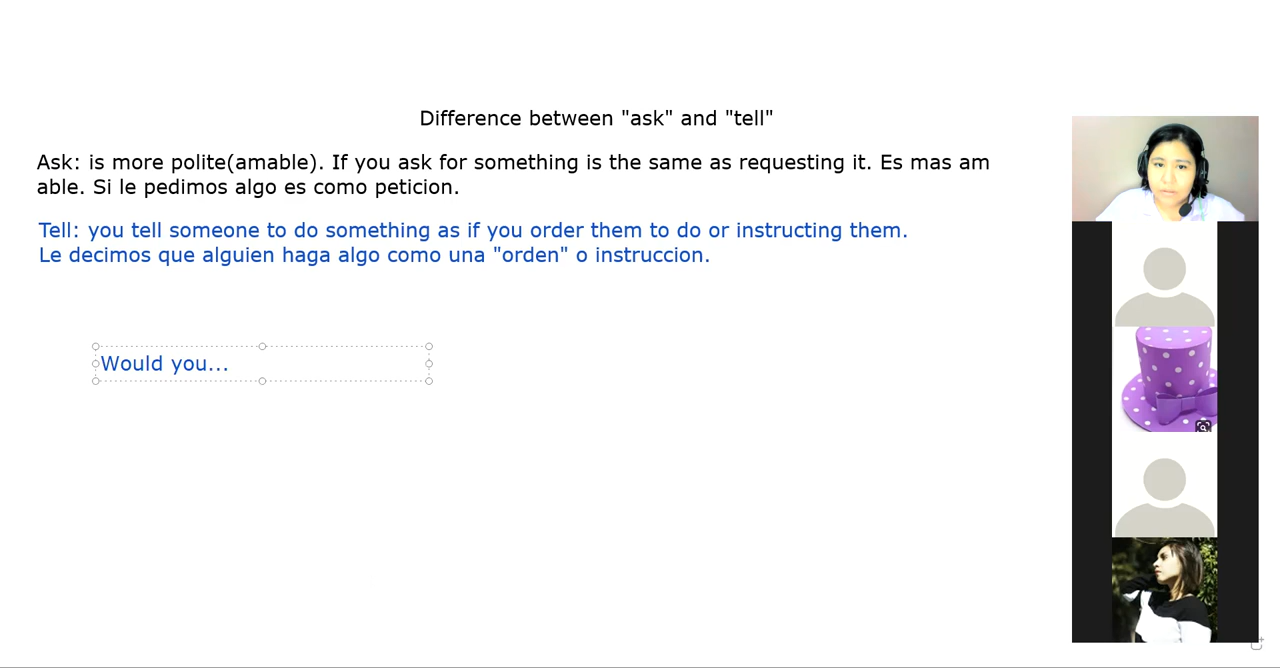 Difference between "ask" and "tell"
Ask: is more polite(amable). If you ask for something is the same as requesting it. Es mas am
able. Si le pedimos algo es como peticion.
Tell: you tell someone to do something as if you order them to do or instructing them.
Le decimos que alguien haga algo como una "orden" o instruccion.
Would you...